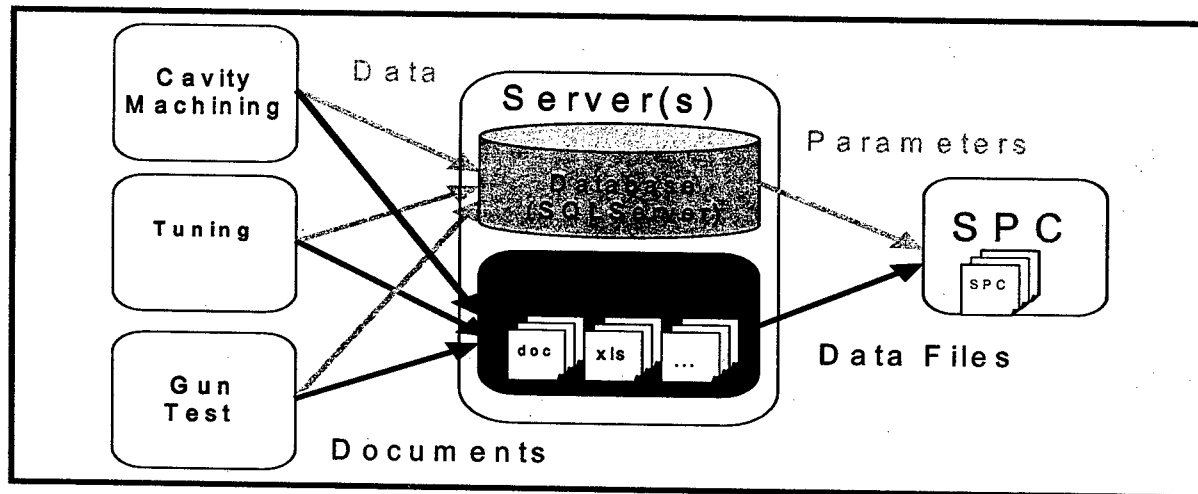 Cavity
Machining
Data
Server(s)
Database
(SQLServer)
Parameters
Tuning
SPC
SPC
doc
xls
...
Data Files
Gun
Test
Documents